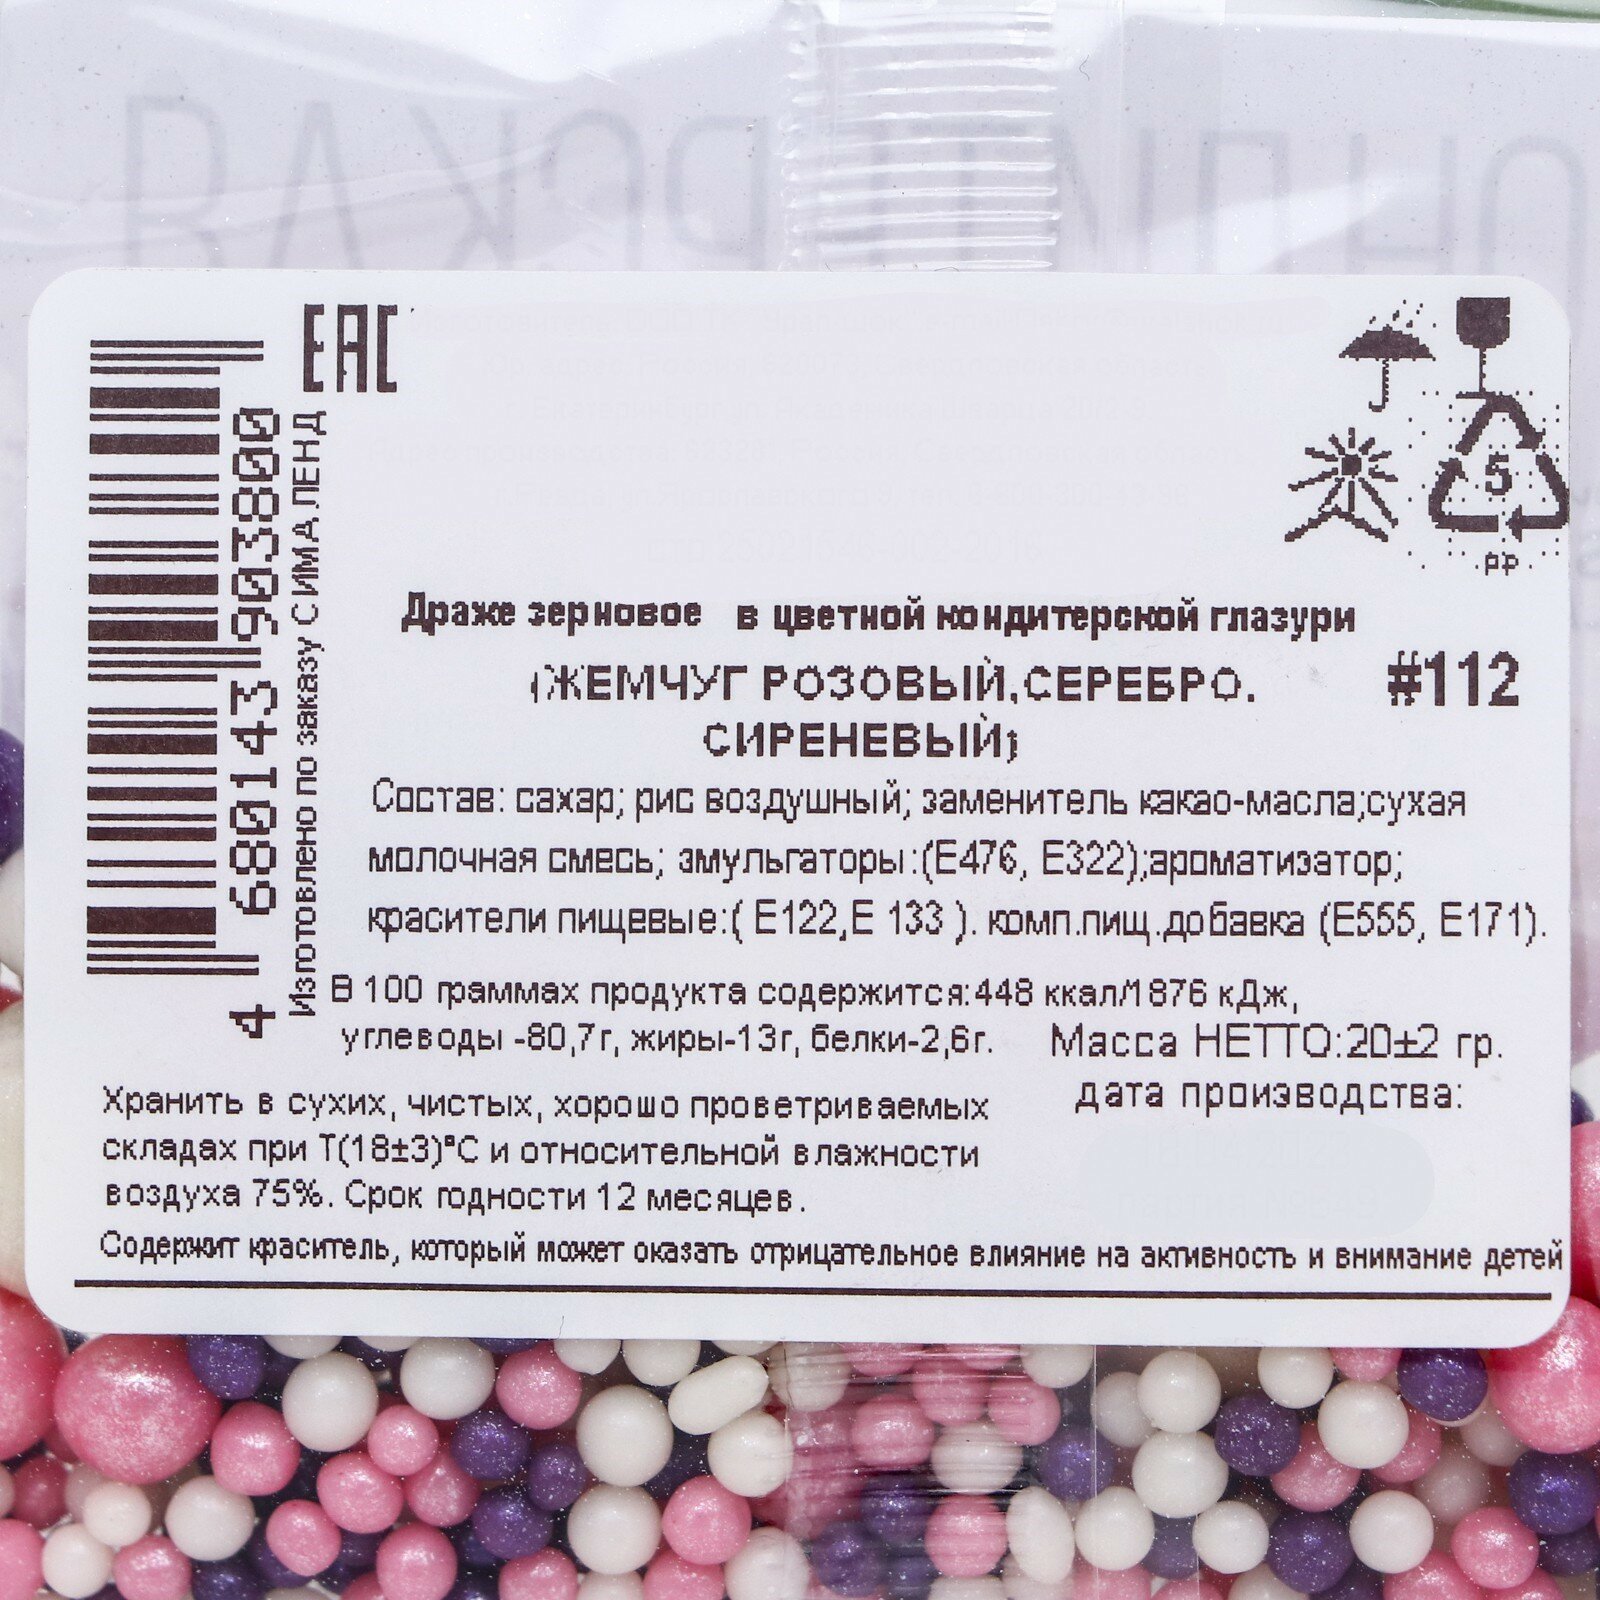 ЕАС
4 680143 903800
Изготовлено по заказу СИМА ЛЕНД
5
PP
Драже зерновое в цветной кондитерской глазури
(ЖЕМЧУГ РОЗОВЫЙ,СЕРЕБРО.
#112
СИРЕНЕВЫЙ)
Состав: сахар; рис воздушный; заменитель какао-масла;сухая
молочная смесь; эмульгаторы:(Е476, Е322);ароматизатор;
красители пищевые:( Е122,Е 133 ). комп.пищ.добавка (Е555, Е171).
В 100 граммах продукта содержится:448 ккал/1876 кДж,
углеводы -80,7г, жиры-13г, белки-2,6г.
Масса НЕТТО:20±2 гр.
дата производства:
Хранить в сухих, чистых, хорошо проветриваемых
складах при Т(18±3)°С и относительной влажности
воздуха 75%. Срок годности 12 месяцев.
Содержит краситель, который может оказать отрицательное влияние на активность и внимание детей